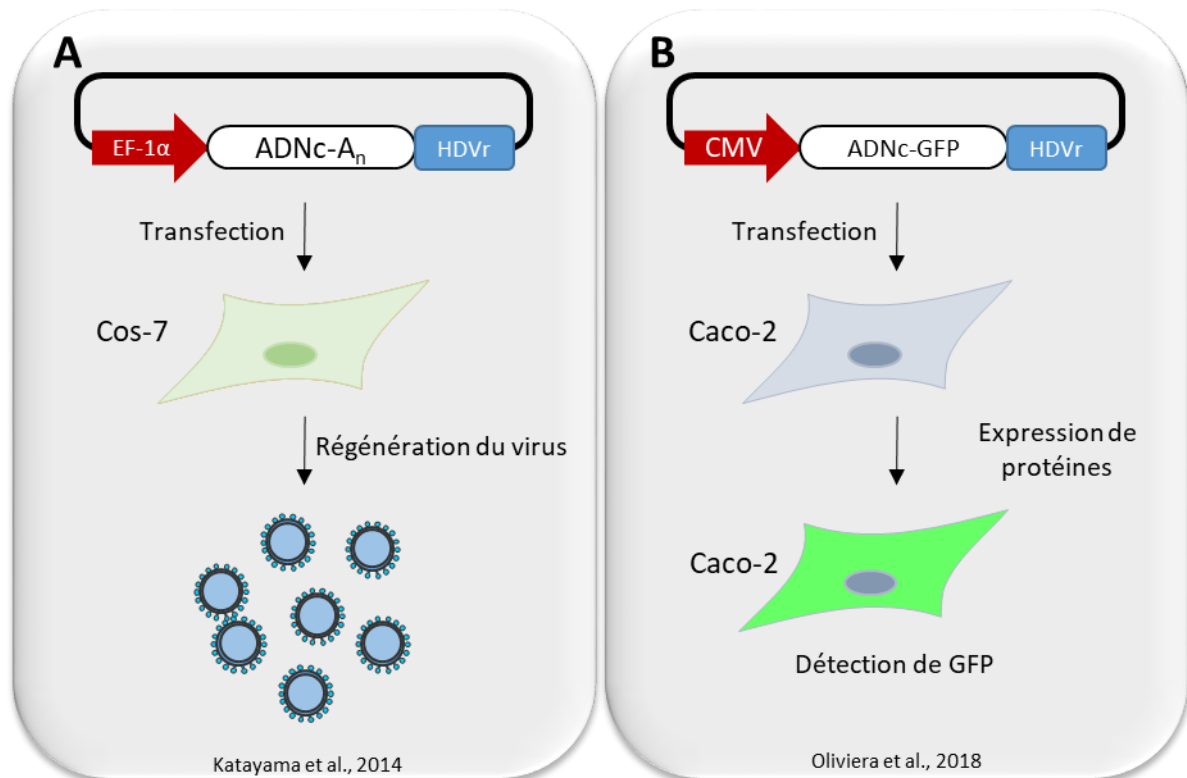 A
EF-1α
ADNc-An
HDVr
Transfection
Cos-7
Régénération du virus
Katayama et al., 2014
B
CMV
ADNc-GFP
HDVr
Transfection
Caco-2
Expression de
protéines
Caco-2
Détection de GFP
Oliviera et al., 2018